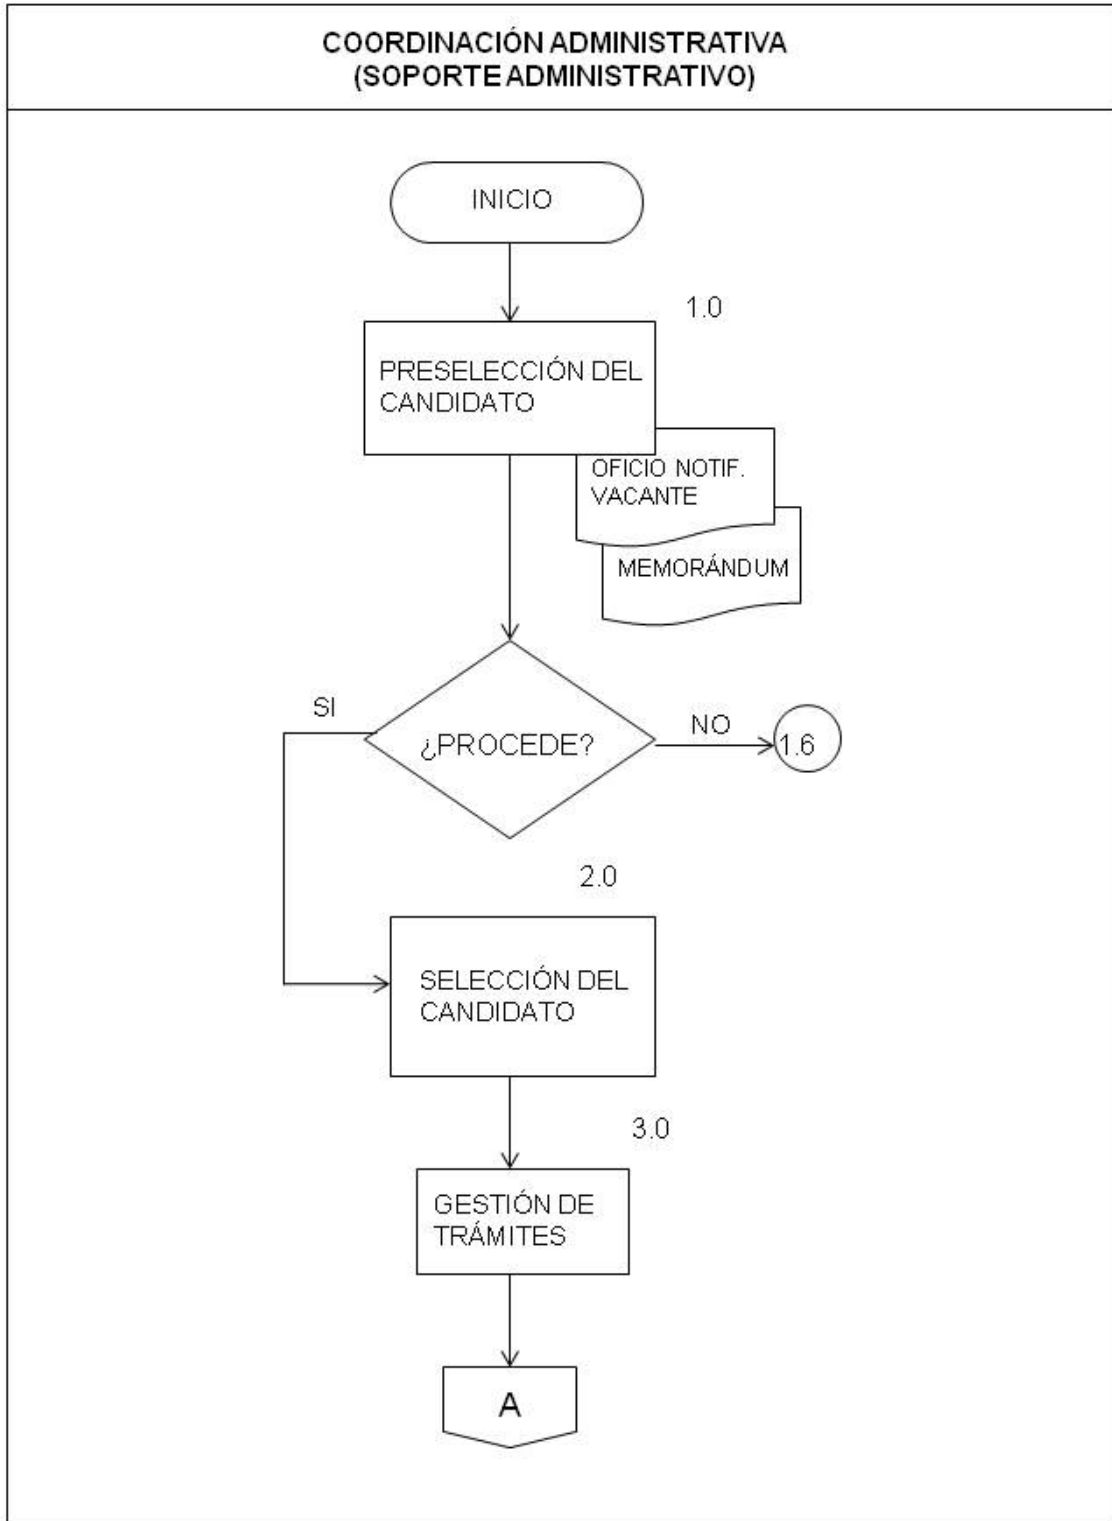 COORDINACIÓN ADMINISTRATIVA
(SOPORTE ADMINISTRATIVO)
INICIO
1.0
PRESELECCIÓN DEL
CANDIDATO
OFICIO NOTIF.
VACANTE
MEMORÁNDUM
SI
¿PROCEDE?
NO
1.6
2.0
SELECCIÓN DEL
CANDIDATO
3.0
GESTIÓN DE
TRÁMITES
A